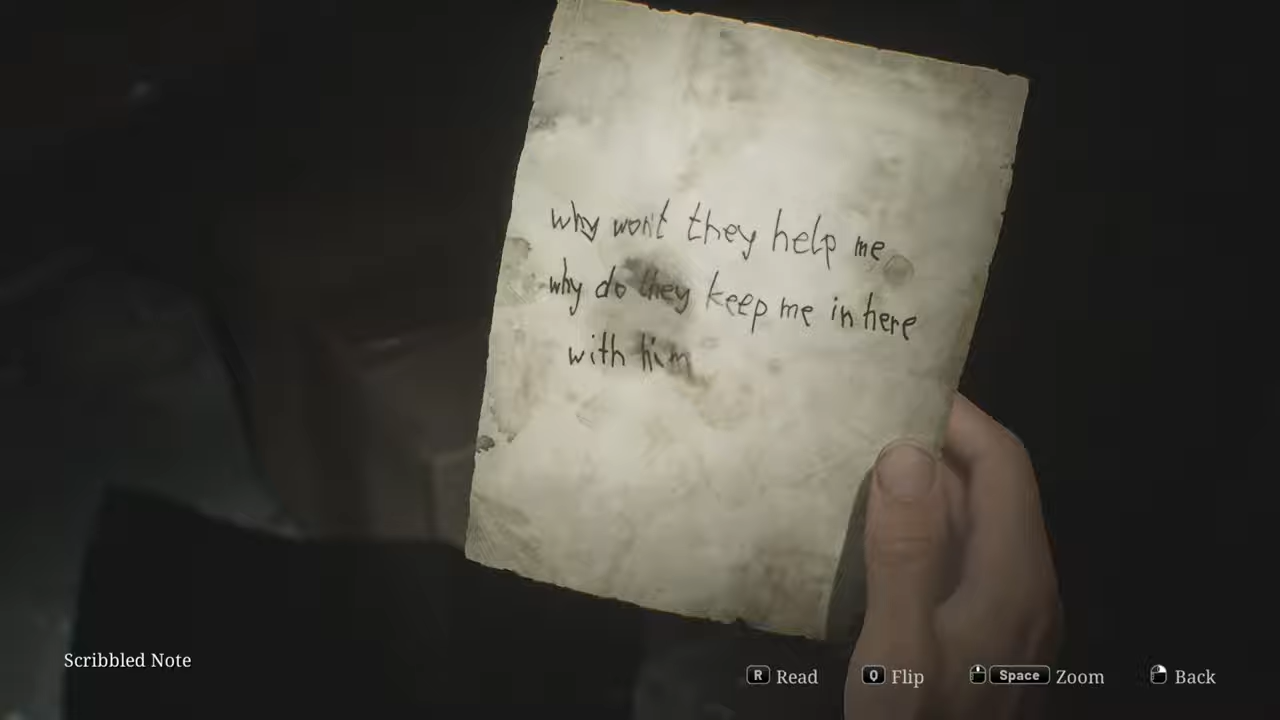 why won't they help me
why do they keep me in here
with him
Scribbled Note
R Read Q Flip Space Zoom Back